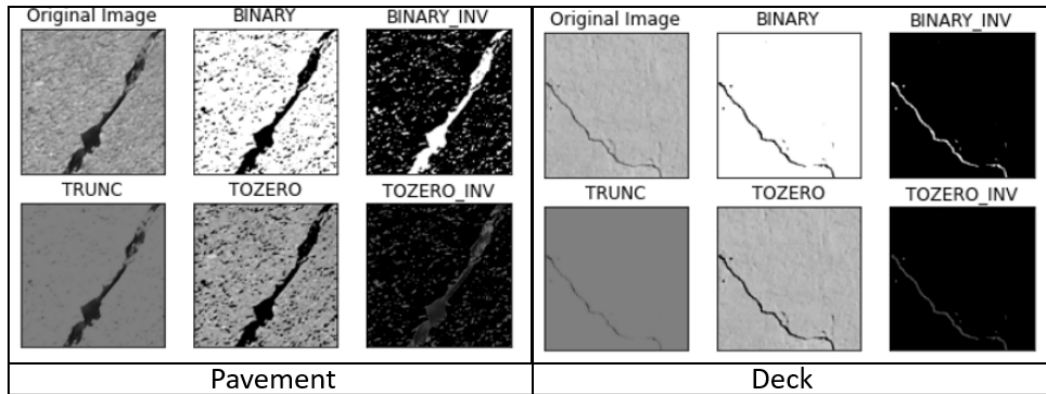 Original Image BINARY BINARY_INV
TRUNC TOZERO TOZERO_INV
Pavement
Original Image BINARY BINARY_INV
TRUNC TOZERO TOZERO_INV
Deck